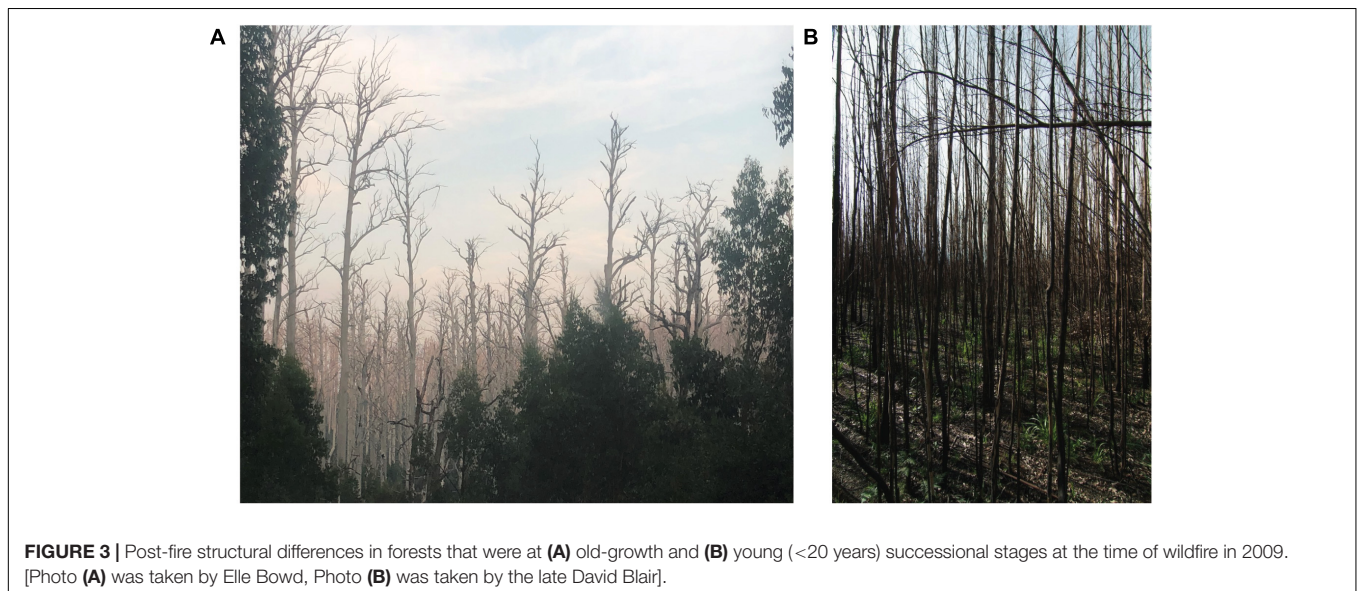 A
B
FIGURE 3 | Post-fire structural differences in forests that were at (A) old-growth and (B) young (<20 years) successional stages at the time of wildfire in 2009.
[Photo (A) was taken by Elle Bowd, Photo (B) was taken by the late David Blair].